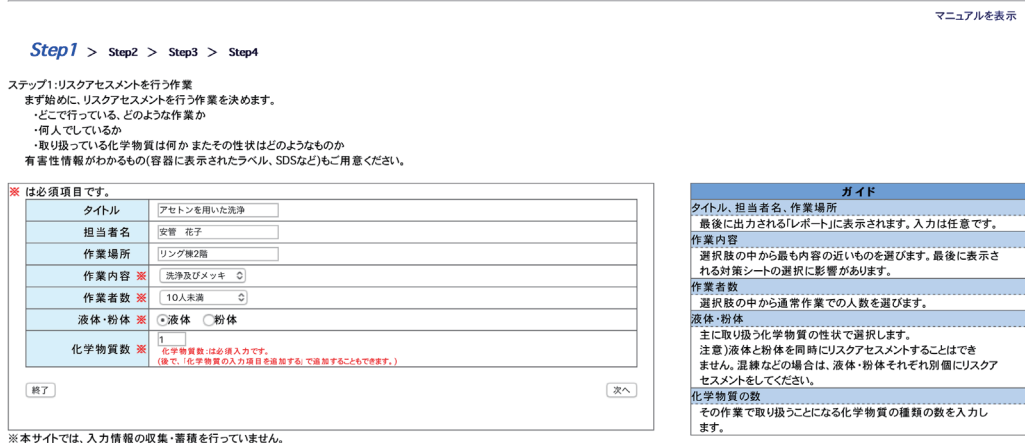 マニュアルを表示
Step1 > Step2 > Step3 > Step4
ステップ1:リスクアセスメントを行う作業
まず始めに、リスクアセスメントを行う作業を決めます。
・どこで行っている、どのような作業か
・何人でしているか
・取り扱っている化学物質は何か またその性状はどのようなものか
有害性情報がわかるもの(容器に表示されたラベル、SDSなど)もご用意ください。
※ は必須項目です。
タイトル アセトンを用いた洗浄
担当者名 安管 花子
作業場所 リング棟2階
作業内容 ※ 洗浄及びメッキ
作業者数 ※ 10人未満
液体・粉体 ※ 液体 粉体
化学物質数 ※ 1
化学物質数:は必須入力です。
(後で、「化学物質の入力項目を追加する」で追加することもできます。)
終了 次へ
ガイド
タイトル、担当者名、作業場所
最後に出力される「レポート」に表示されます。入力は任意です。
作業内容
選択肢の中から最も内容の近いものを選びます。最後に表示さ
れる対策シートの選択に影響があります。
作業者数
選択肢の中から通常作業での人数を選びます。
液体・粉体
主に取り扱う化学物質の性状で選択します。
注意)液体と粉体を同時にリスクアセスメントすることはでき
ません。混練などの場合は、液体・粉体それぞれ別個にリスクア
セスメントをしてください。
化学物質の数
その作業で取り扱うことになる化学物質の種類の数を入力し
ます。
※本サイトでは、入力情報の収集・蓄積を行っていません。